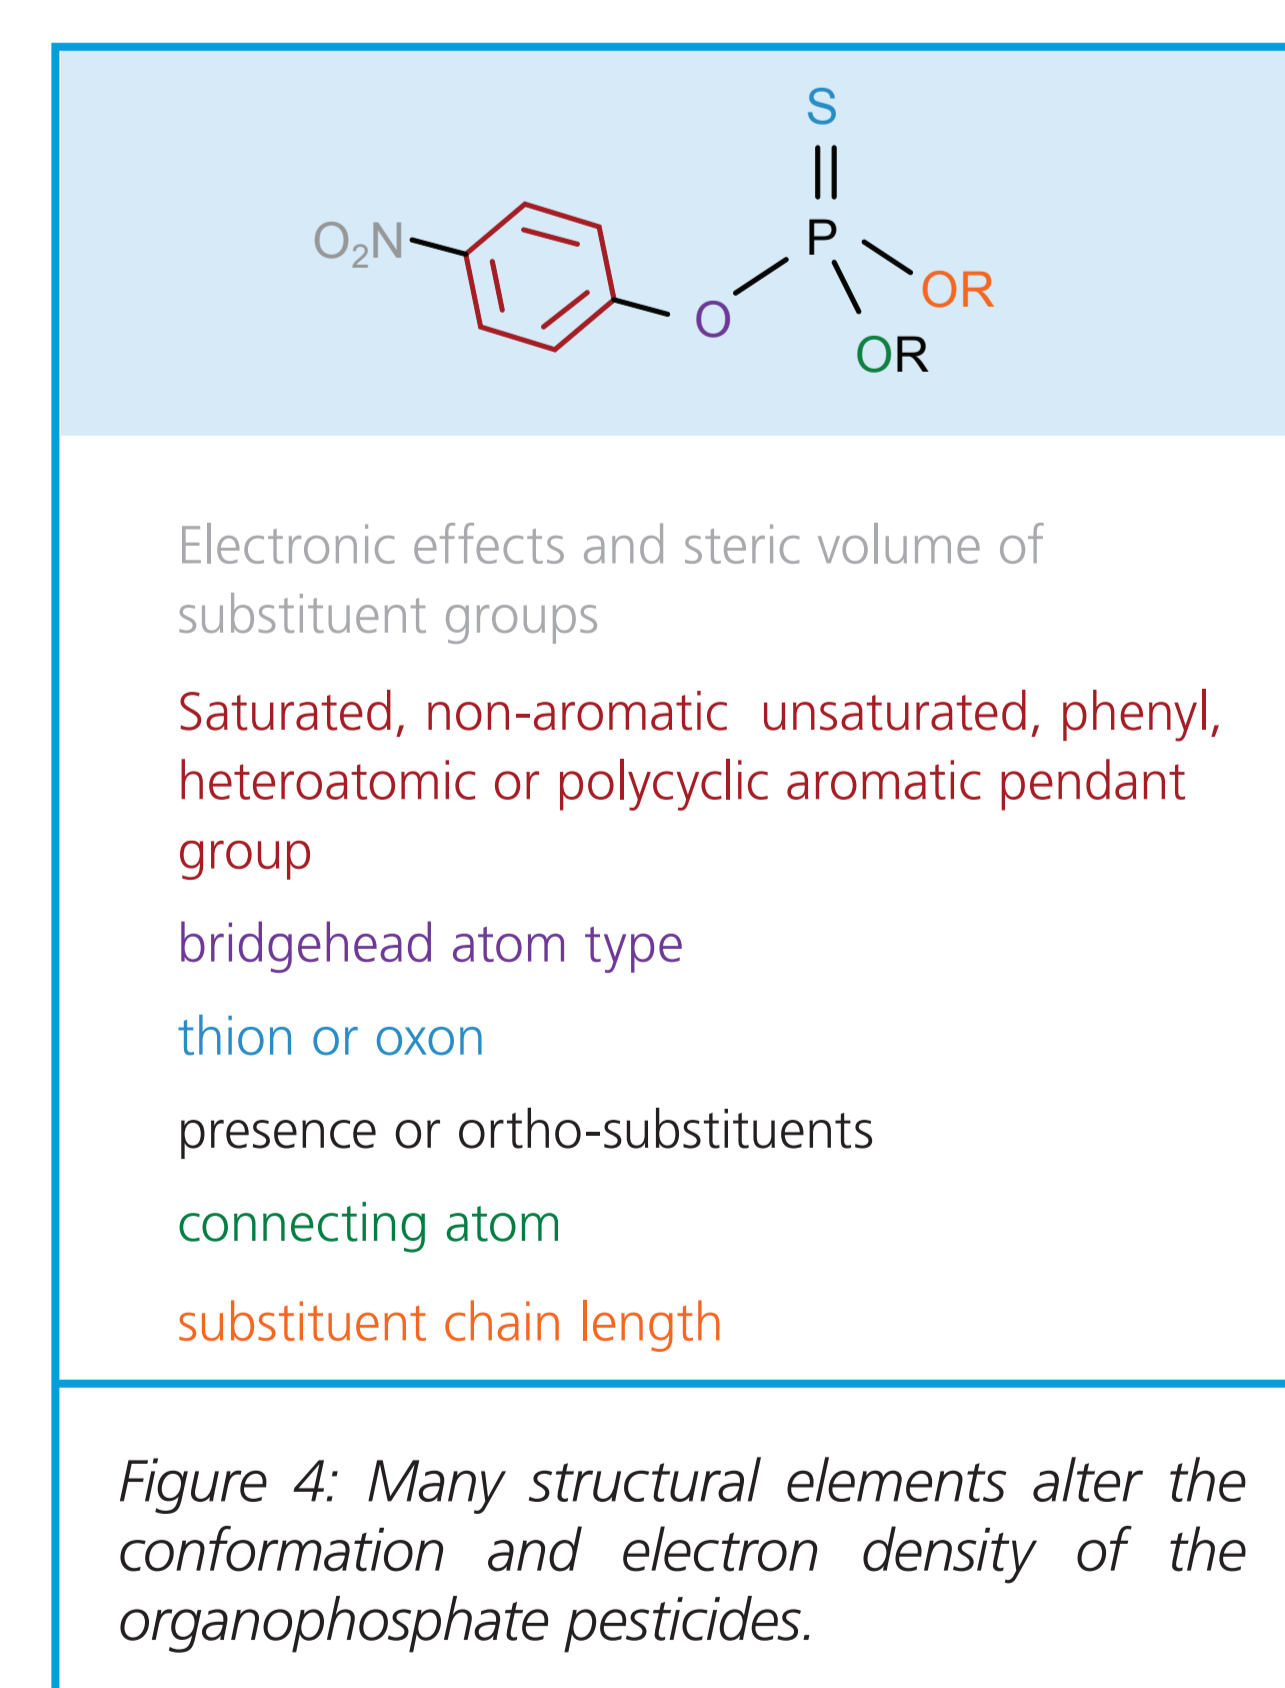 S
O₂N
P
OR
O
OR
Electronic effects and steric volume of
substituent groups
Saturated, non-aromatic unsaturated, phenyl,
heteroatomic or polycyclic aromatic pendant
group
bridgehead atom type
thion or oxon
presence or ortho-substituents
connecting atom
substituent chain length
Figure 4: Many structural elements alter the
conformation and electron density of the
organophosphate pesticides.